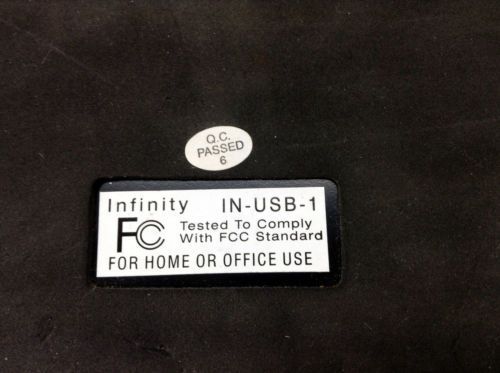 Q.C.
PASSED
6
Infinity IN-USB-1
FC Tested To Comply
With FCC Standard
FOR HOME OR OFFICE USE